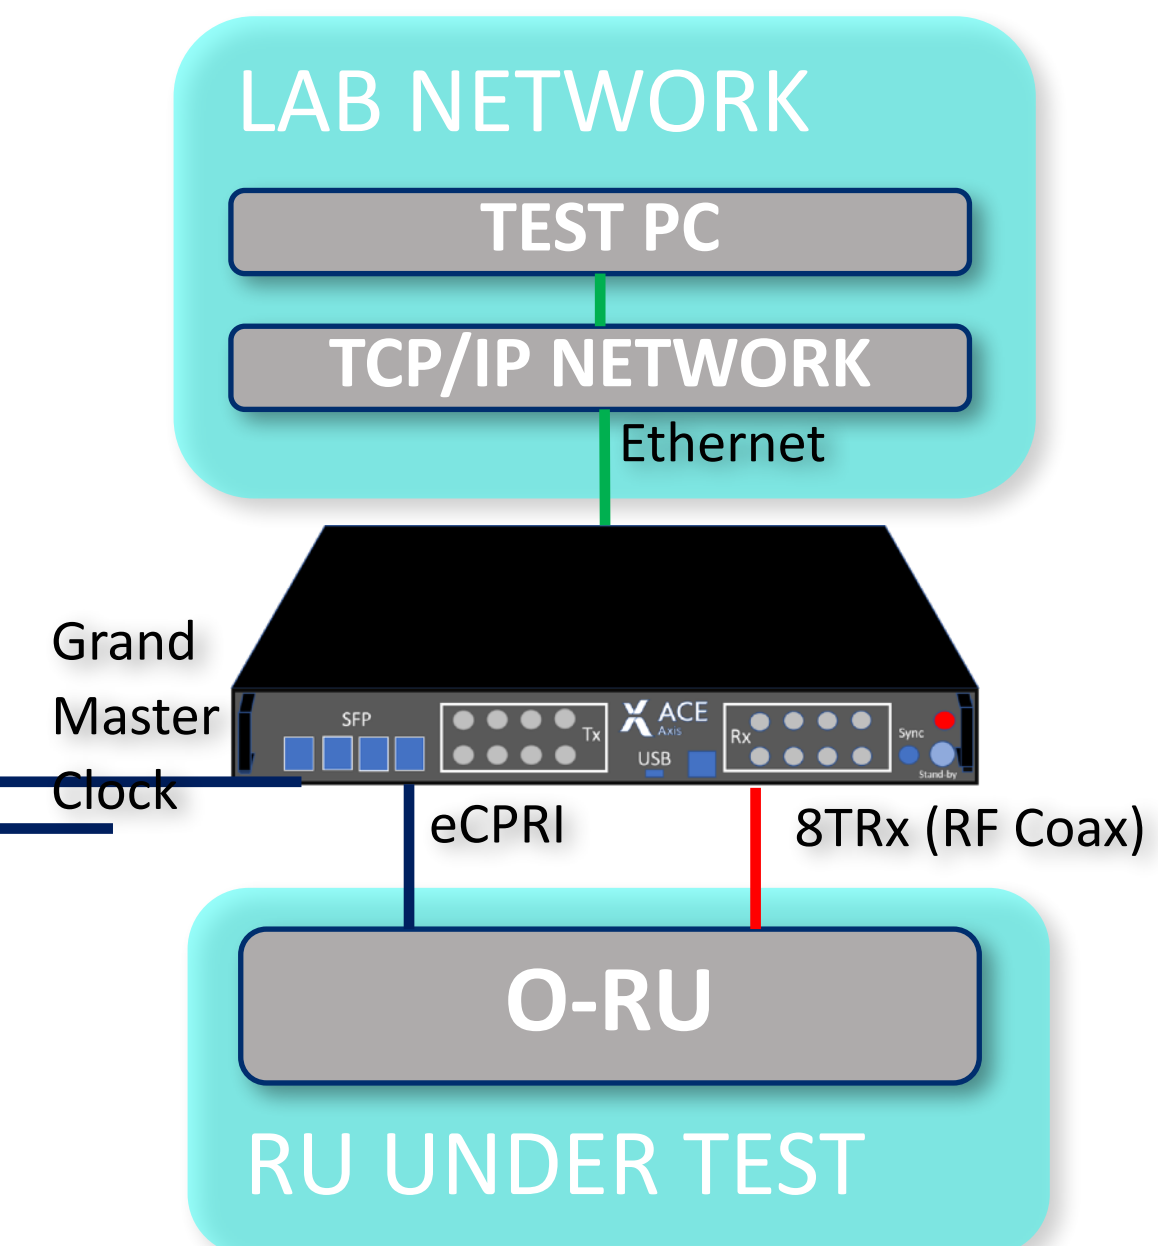 LAB NETWORK
TEST PC
TCP/IP NETWORK
Ethernet
Grand
Master
Clock
SFP
Tx
ACE
Axis
USB
Rx
Sync
Stand-by
eCPRI
8TRx (RF Coax)
O-RU
RU UNDER TEST